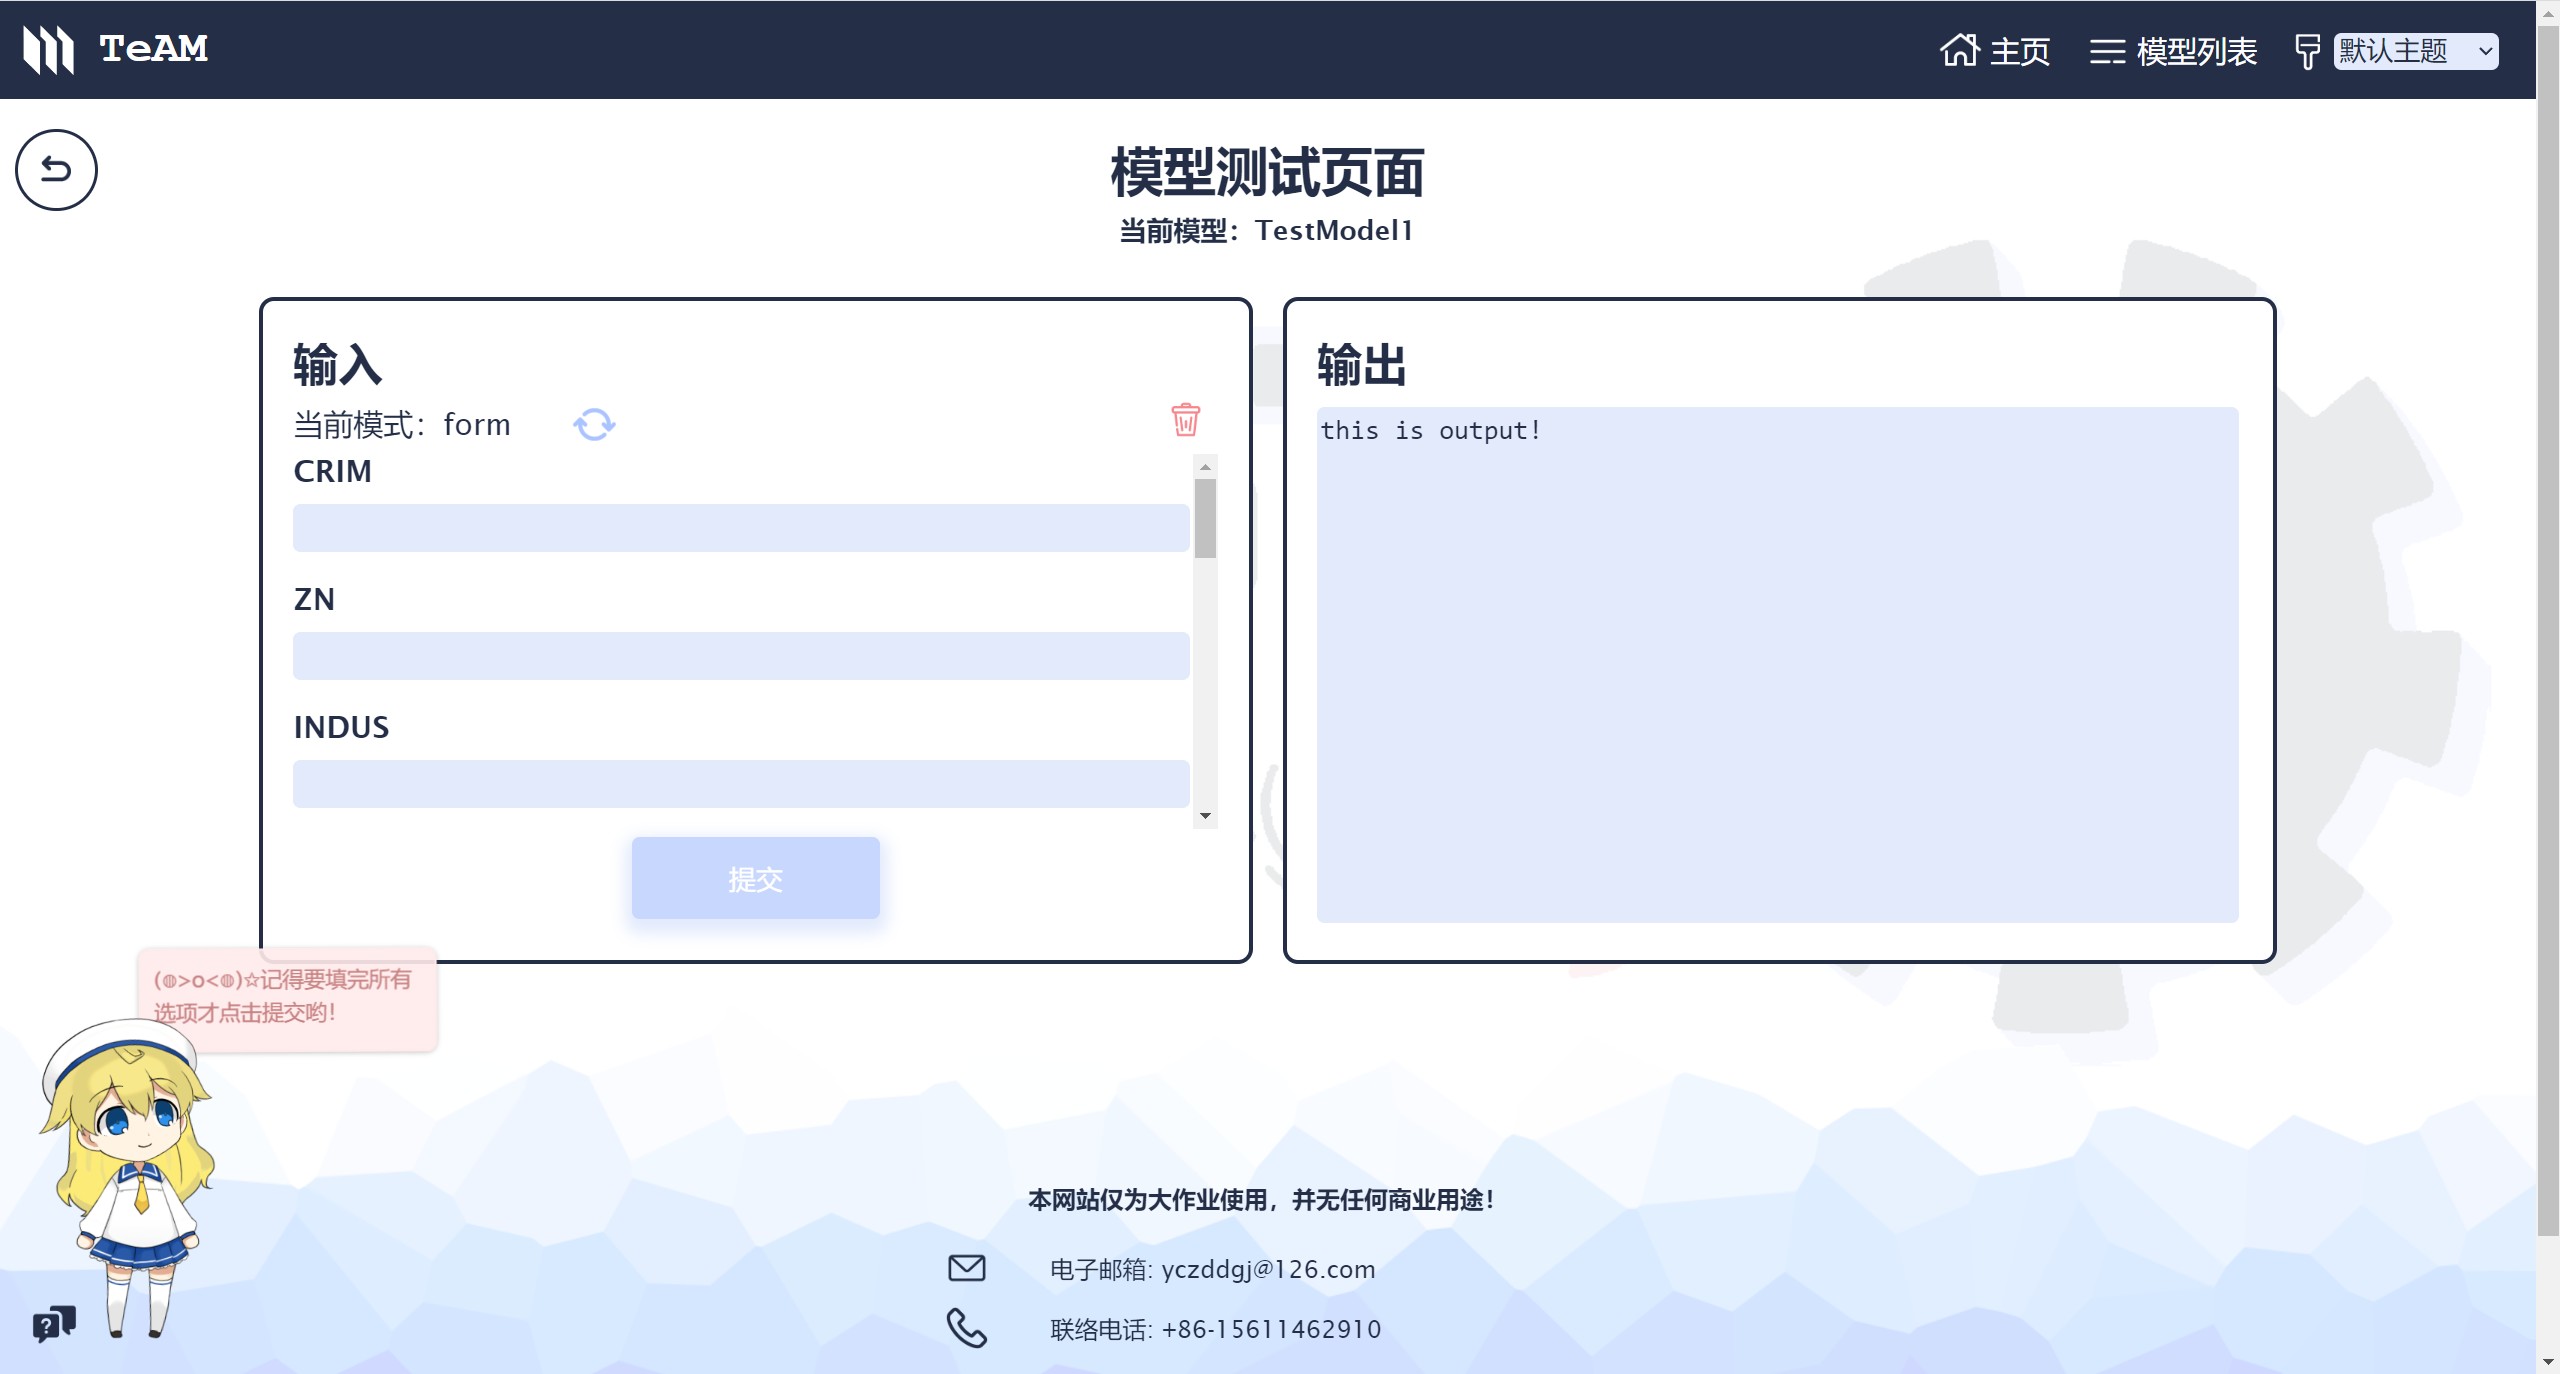 TeAM
主页
模型列表
默认主题
模型测试页面
当前模型：TestModel1
输入
当前模式：form
CRIM
ZN
INDUS
提交
输出
this is output!
(◍>o<◍)☆记得要填完所有
选项才点击提交哟！
本网站仅为大作业使用，并无任何商业用途！
电子邮箱: yczddgj@126.com
联络电话: +86-15611462910